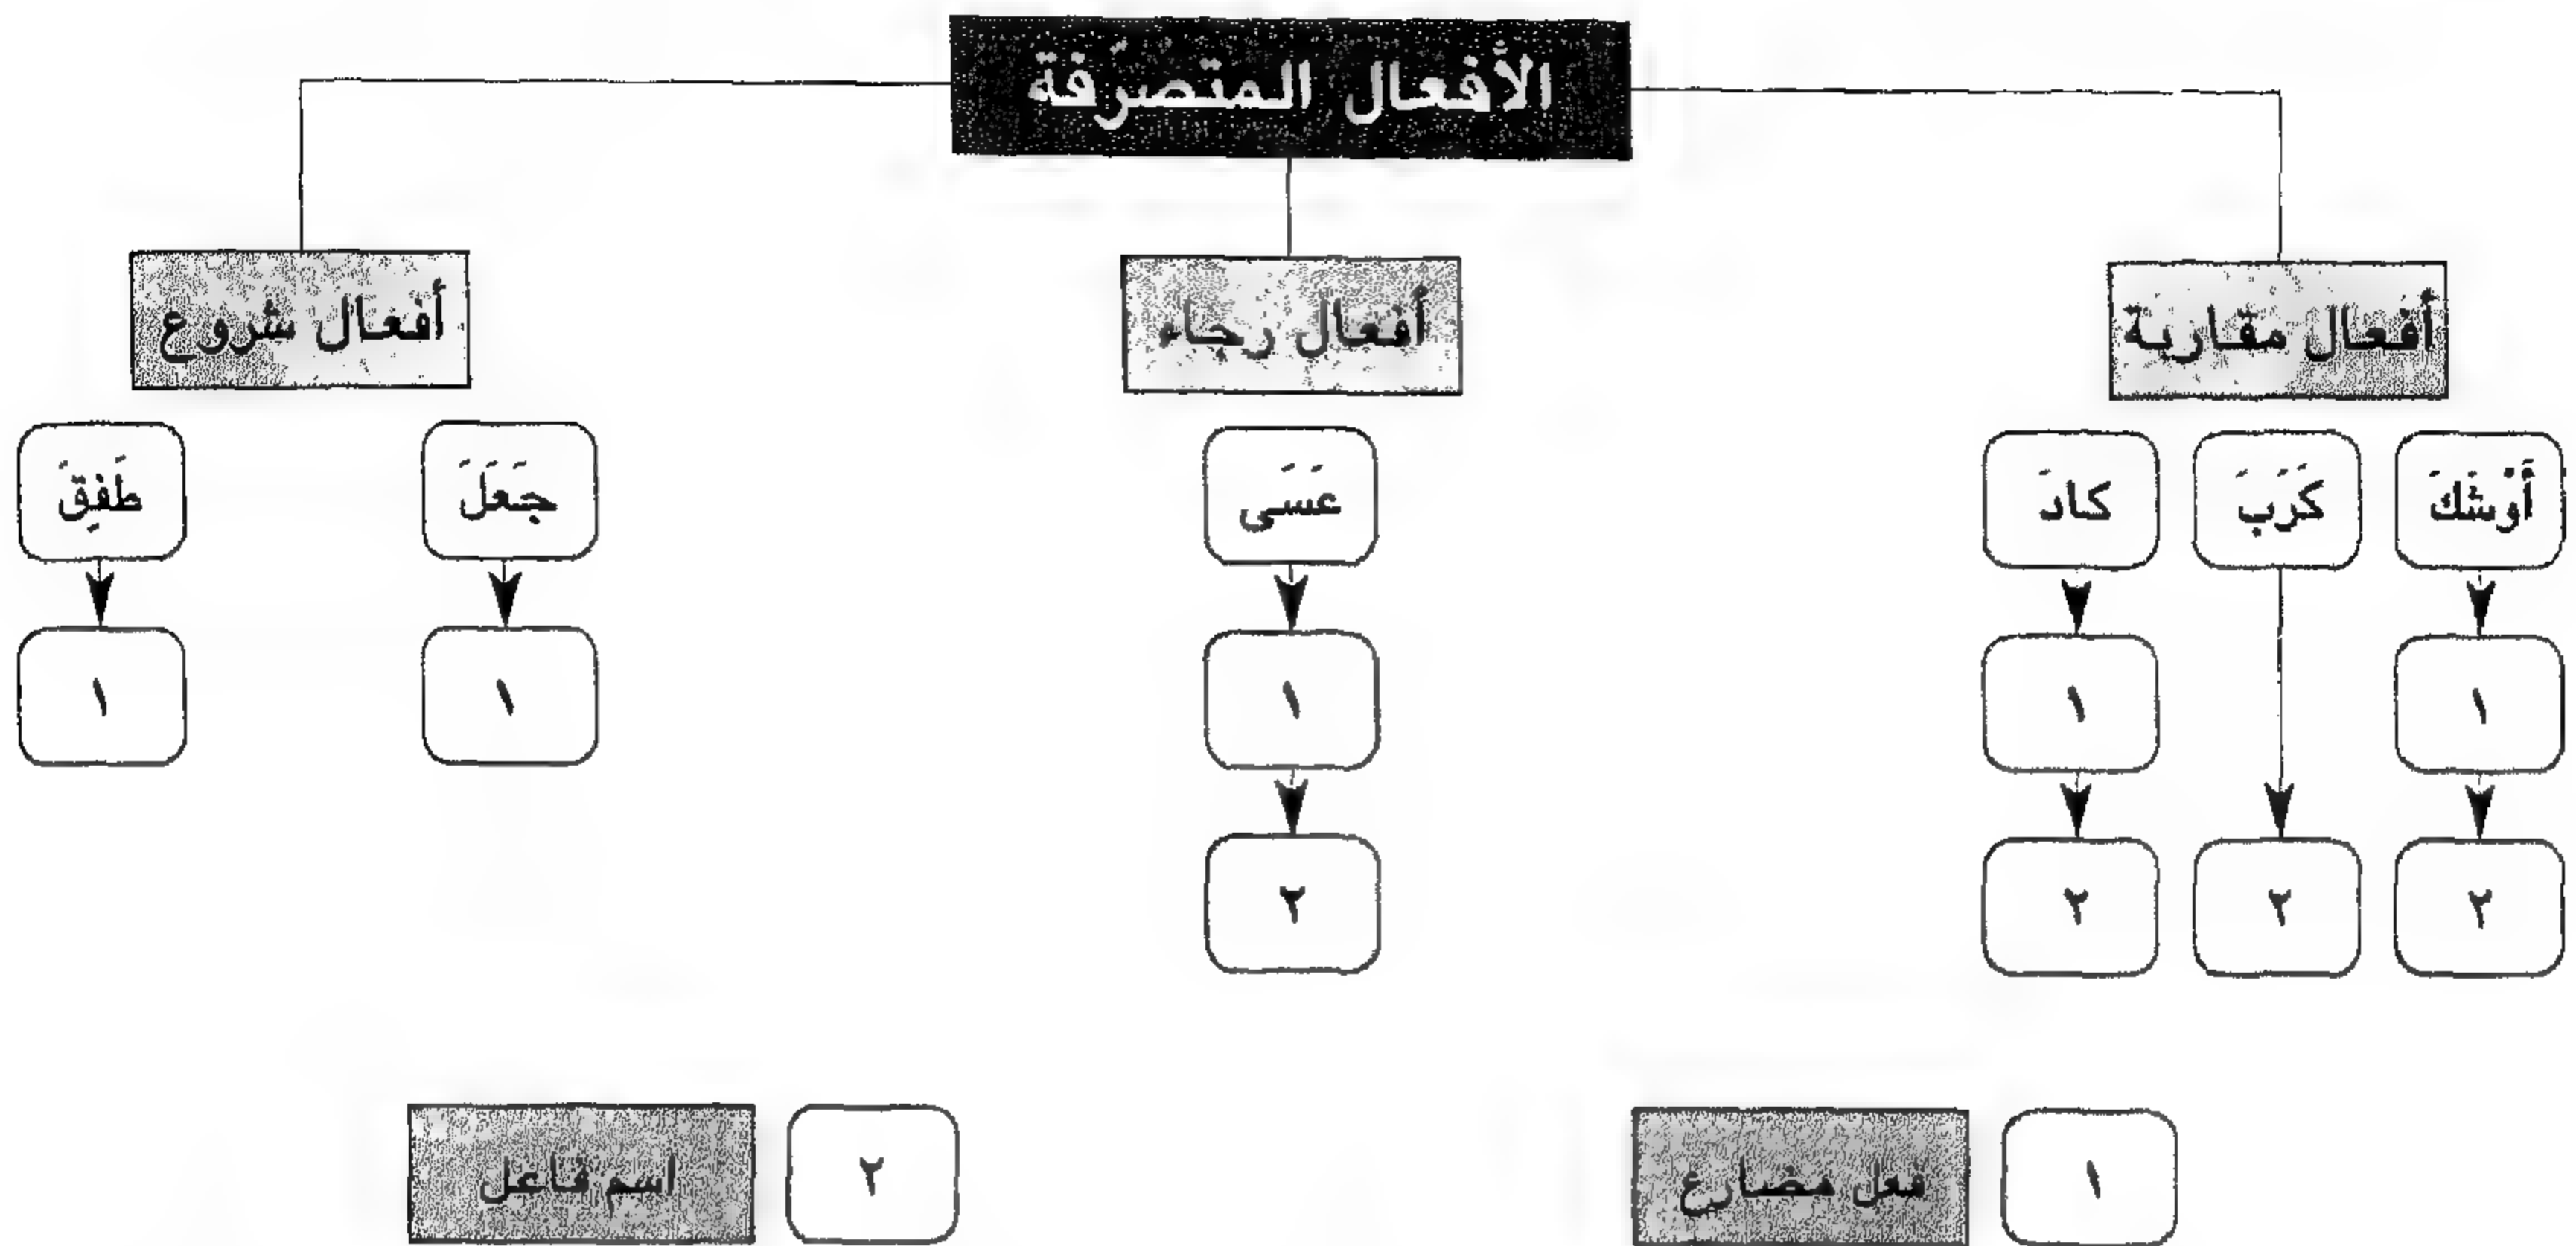 الأفعال المتصرّفة
أفعال مقاربة
أفعال رجاء
أفعال شروع
أَوْشَكَ
كَرَبَ
كادَ
عَسَى
جَعَلَ
طَفِقَ
١
١
١
١
١
٢
٢
٢
٢
١
فعل مضارع
٢
اسم فاعل